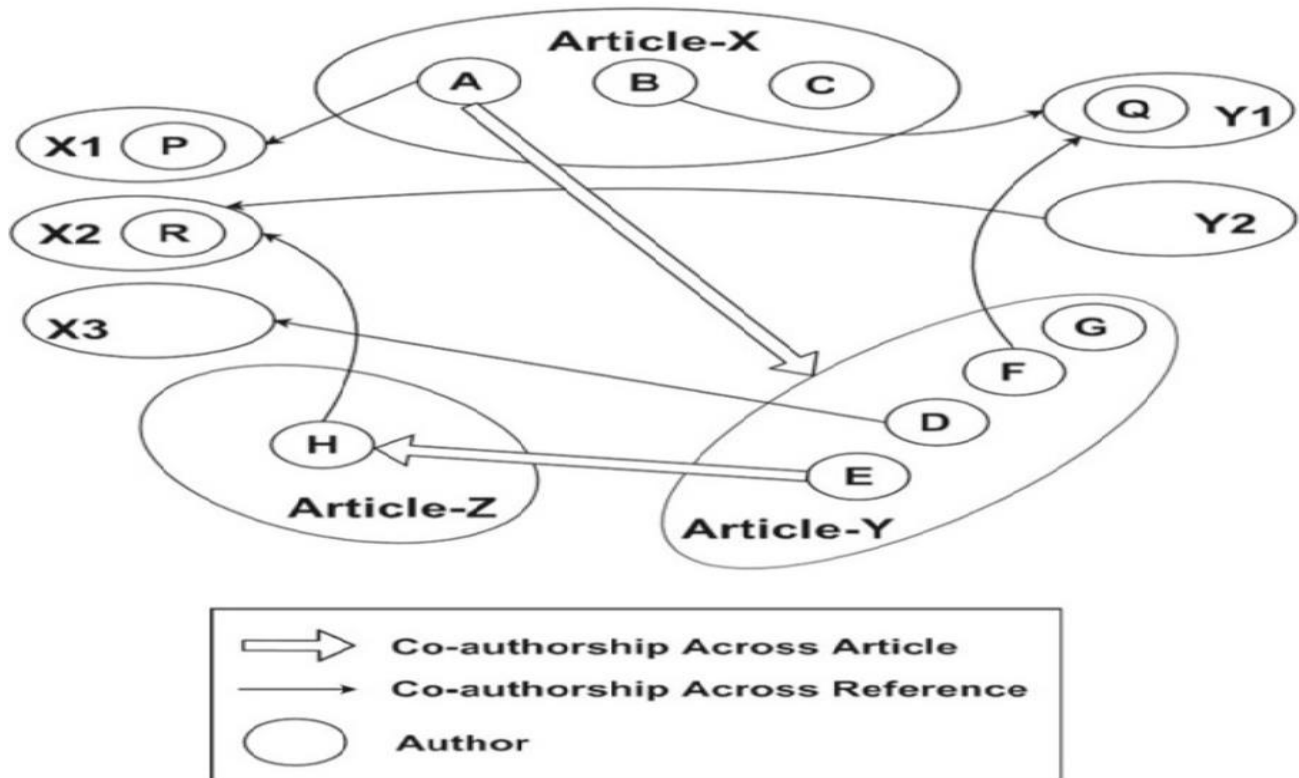 Article-X
A
B
C
X1
P
Q
Y1
X2
R
Y2
X3
G
F
D
H
E
Article-Z
Article-Y
Co-authorship Across Article
Co-authorship Across Reference
Author